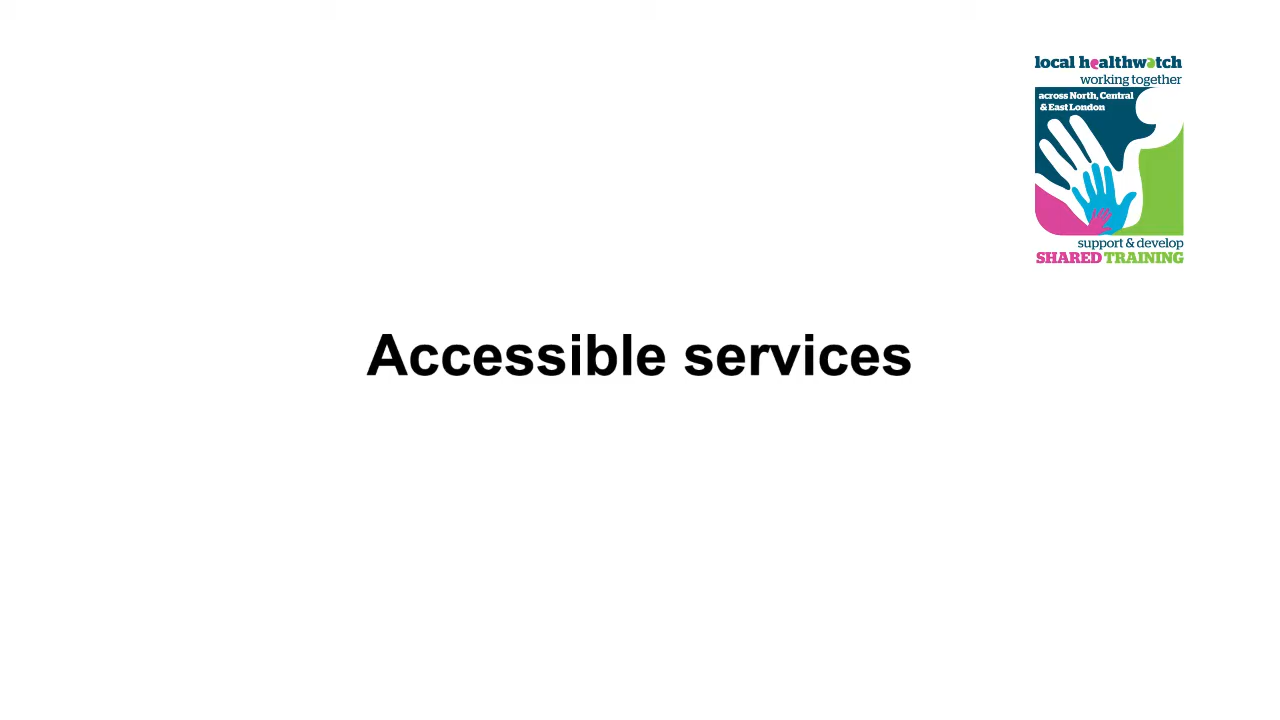 local healthwatch
working together
across North, Central
& East London
support & develop
SHARED TRAINING
Accessible services